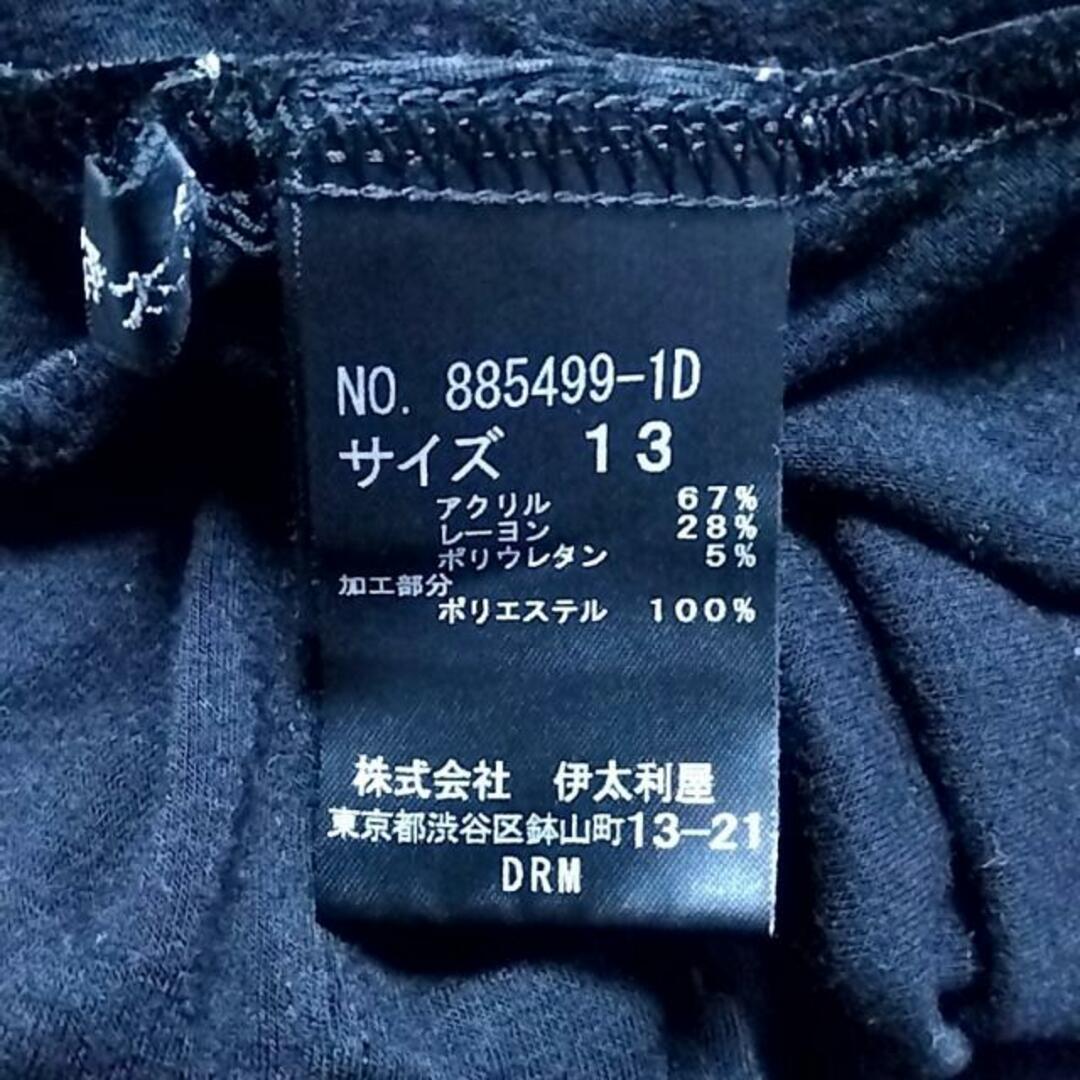 NO. 885499-1D
サイズ 13
アクリル 67%
レーヨン 28%
ポリウレタン 5%
加工部分
ポリエステル 100%
株式会社 伊太利屋
東京都渋谷区鉢山町13-21
DRM